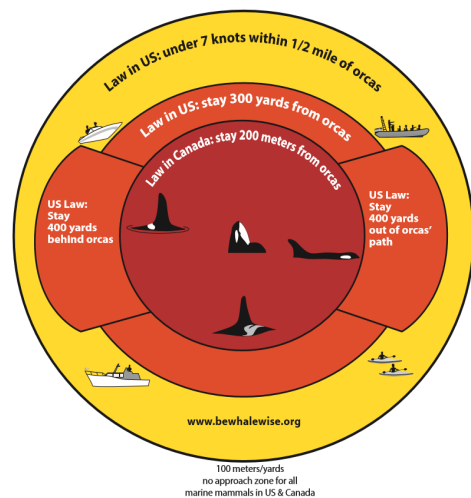 Law in US: under 7 knots within 1/2 mile of orcas
Law in US: stay 300 yards from orcas
Law in Canada: stay 200 meters from orcas
US Law:
Stay
400 yards
behind orcas
US Law:
Stay
400 yards
out of orcas'
path
www.bewhalewise.org
100 meters/yards
no approach zone for all
marine mammals in US & Canada